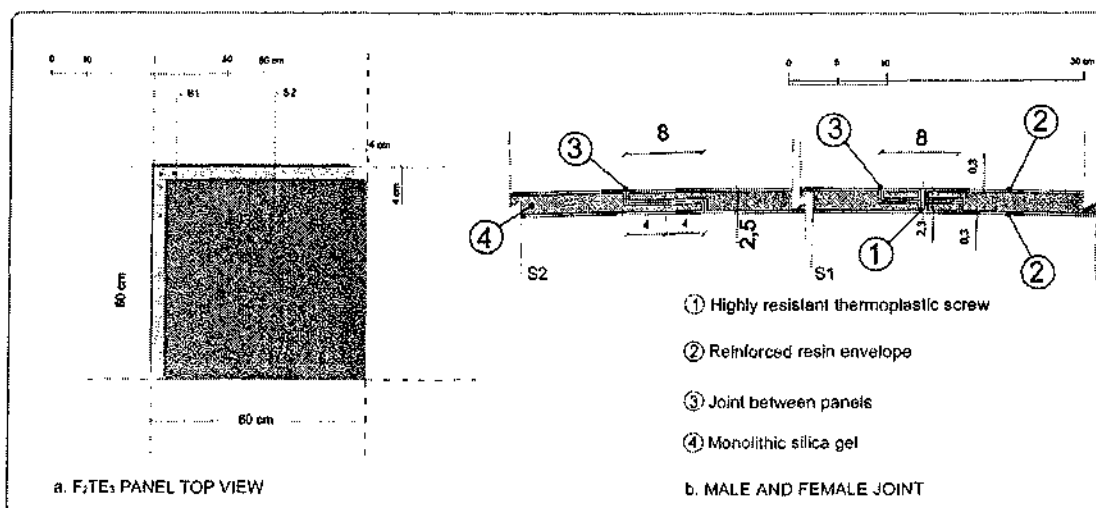 0 10 50 60 cm
S1 S2
4 cm
4 cm
60 cm
60 cm
a. F₂TE₃ PANEL TOP VIEW
0 5 10 30 cm
3 8 3 8 2
0,3
4 4 4 2,5 2,3 0,3
1 2
S2 S1
① Highly resistant thermoplastic screw
② Reinforced resin envelope
③ Joint between panels
④ Monolithic silica gel
b. MALE AND FEMALE JOINT